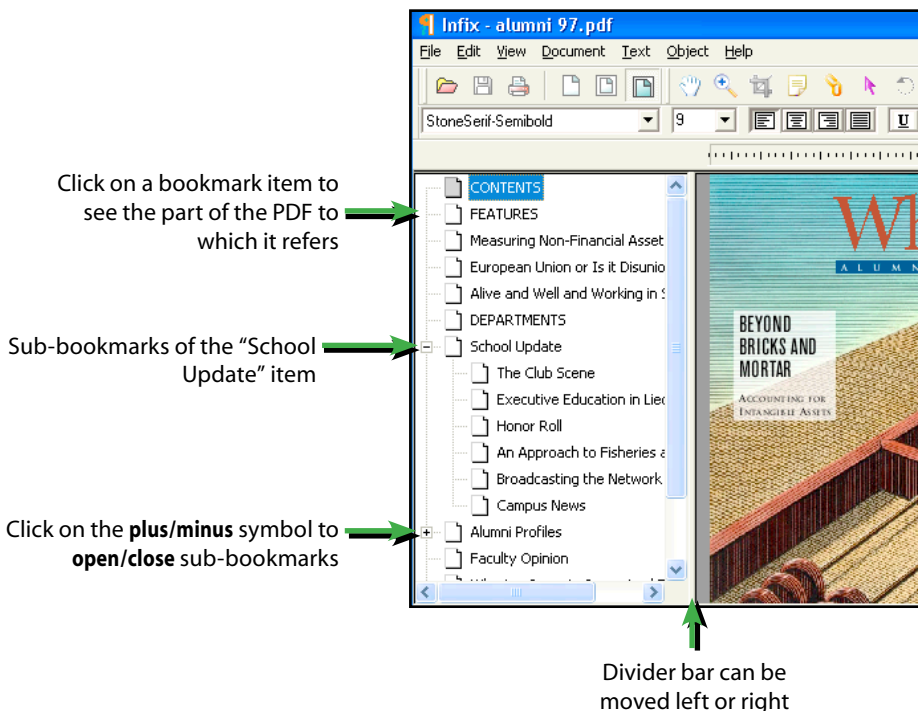 Infix - alumni 97.pdf
File Edit View Document Text Object Help
StoneSerif-Semibold 9 U
Click on a bookmark item to
see the part of the PDF to
which it refers
Sub-bookmarks of the “School
Update” item
Click on the plus/minus symbol to
open/close sub-bookmarks
CONTENTS
FEATURES
Measuring Non-Financial Asset
European Union or Is it Disunio
Alive and Well and Working in
DEPARTMENTS
School Update
The Club Scene
Executive Education in Liec
Honor Roll
An Approach to Fisheries a
Broadcasting the Network
Campus News
Alumni Profiles
Faculty Opinion
Wh
ALUMN
BEYOND
BRICKS AND
MORTAR
ACCOUNTING FOR
INTANGIBLE ASSETS
Divider bar can be
moved left or right